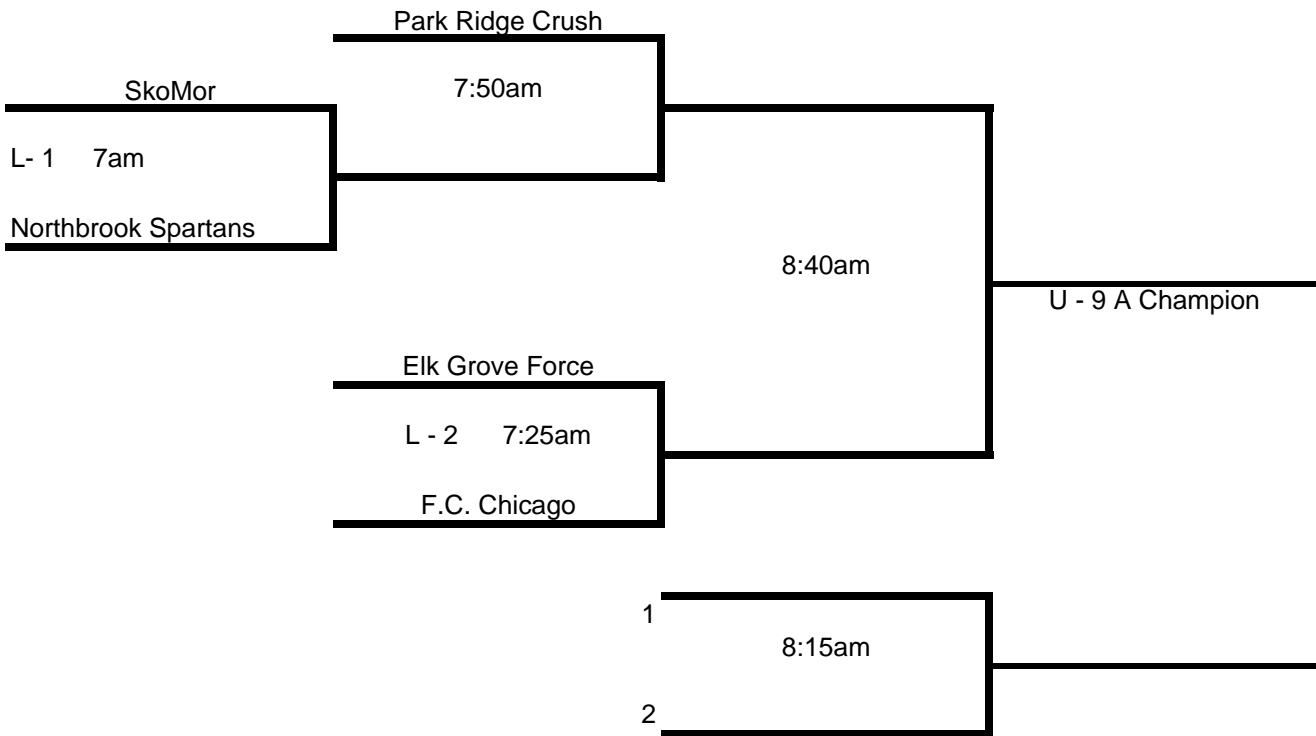 Park Ridge Crush
SkoMor
7:50am
L- 1 7am
Northbrook Spartans
8:40am
U - 9 A Champion
Elk Grove Force
L - 2 7:25am
F.C. Chicago
1
8:15am
2